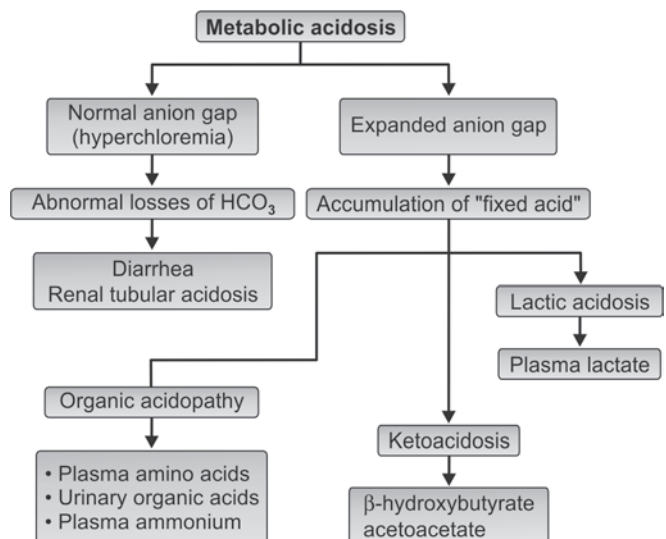 Metabolic acidosis
Normal anion gap
(hyperchloremia)
Expanded anion gap
Abnormal losses of HCO₃
Accumulation of "fixed acid"
Diarrhea
Renal tubular acidosis
Lactic acidosis
Plasma lactate
Organic acidopathy
Ketoacidosis
• Plasma amino acids
• Urinary organic acids
• Plasma ammonium
β-hydroxybutyrate
acetoacetate